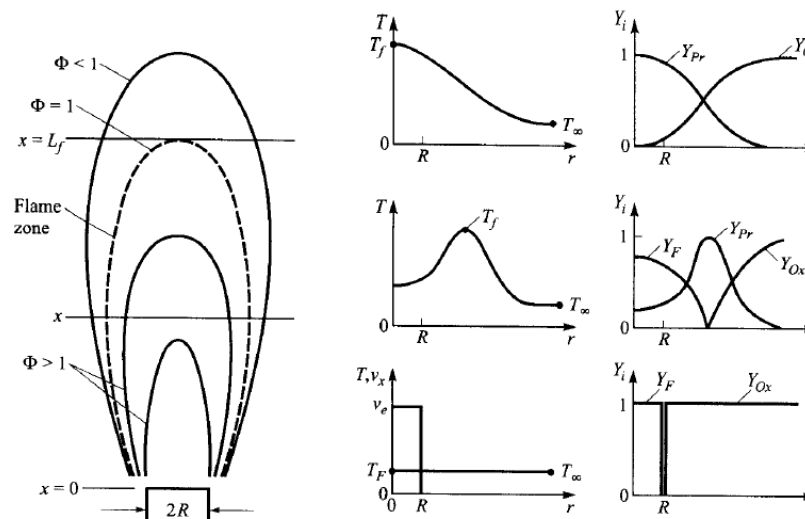 Φ < 1
Φ = 1
x = L_f
Flame
zone
x
Φ > 1
x = 0
2R
T
T_f
T_∞
0
R
r
Y_i
1
Y_Pr
0
R
T
T_f
T_∞
0
R
r
Y_i
1
Y_F
Y_Pr
Y_Ox
0
R
T, v_x
v_e
T_F
T_∞
0
R
r
Y_i
1
Y_F
Y_Ox
0
R